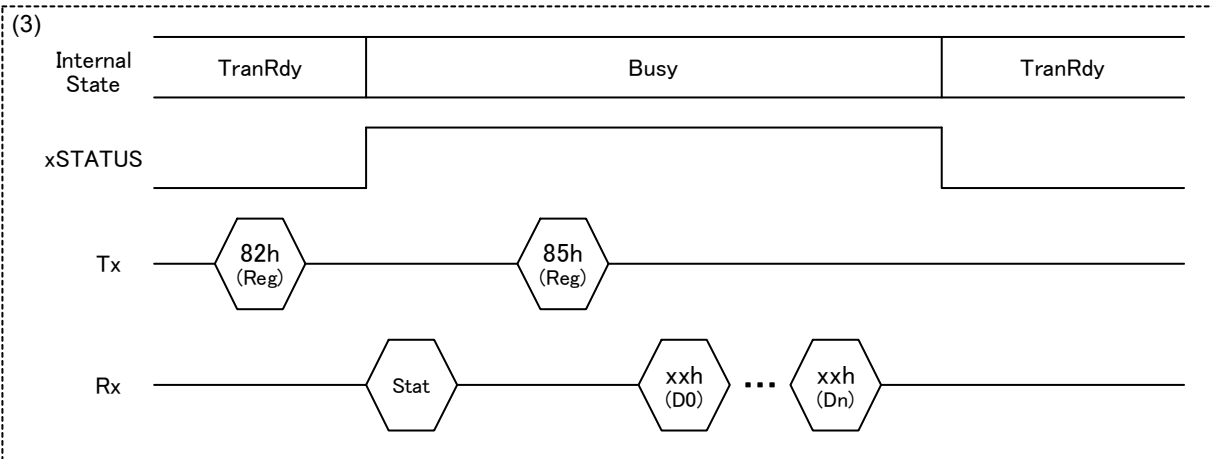 (3)
Internal
State
TranRdy
Busy
TranRdy
xSTATUS
Tx
82h
(Reg)
85h
(Reg)
Rx
Stat
xxh
(D0)
•••
xxh
(Dn)